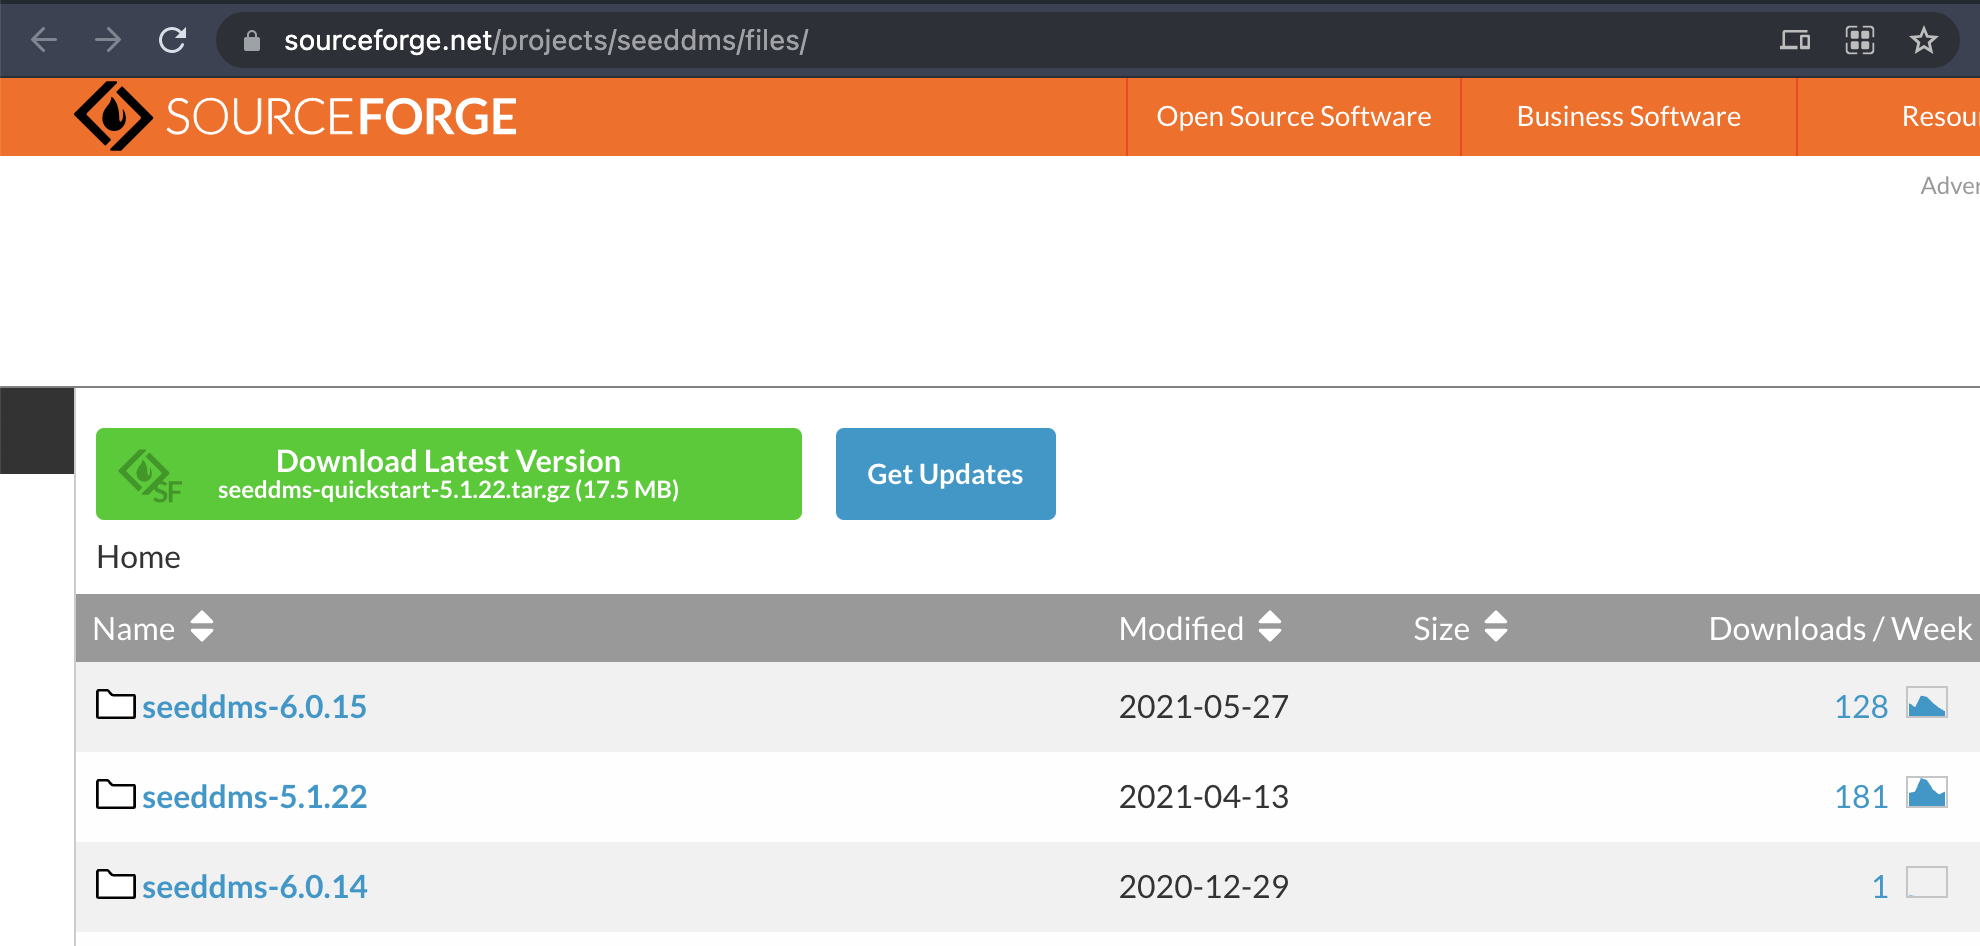 sourceforge.net/projects/seeddms/files/
SOURCEFORGE
Open Source Software
Business Software
Resou
Adver
Download Latest Version
seeddms-quickstart-5.1.22.tar.gz (17.5 MB)
SF
Get Updates
Home
Name Modified Size Downloads / Week
seeddms-6.0.15 2021-05-27 128
seeddms-5.1.22 2021-04-13 181
seeddms-6.0.14 2020-12-29 1